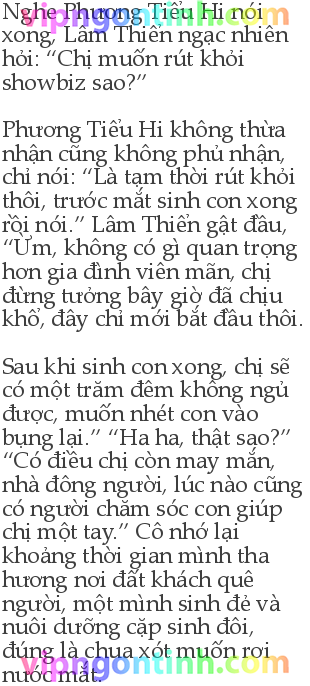 Nghe Phương Tiểu Hi nói
xong, Lâm Thiển ngạc nhiên
hỏi: “Chị muốn rút khỏi
showbiz sao?”
Phương Tiểu Hi không thừa
nhận cũng không phủ nhận,
chỉ nói: “Là tạm thời rút khỏi
thôi, trước mắt sinh con xong
rồi nói.” Lâm Thiển gật đầu,
“Ừm, không có gì quan trọng
hơn gia đình viên mãn, chị
đừng tưởng bây giờ đã chịu
khổ, đây chỉ mới bắt đầu thôi.
Sau khi sinh con xong, chị sẽ
có một trăm đêm không ngủ
được, muốn nhét con vào
bụng lại.” “Ha ha, thật sao?”
“Có điều chị còn may mắn,
nhà đông người, lúc nào cũng
có người chăm sóc con giúp
chị một tay.” Cô nhớ lại
khoảng thời gian mình tha
hương nơi đất khách quê
người, một mình sinh đẻ và
nuôi dưỡng cặp sinh đôi,
đúng là chua xót muốn rơi
nước mắt.
vipngontinh.com
vipngontinh.com